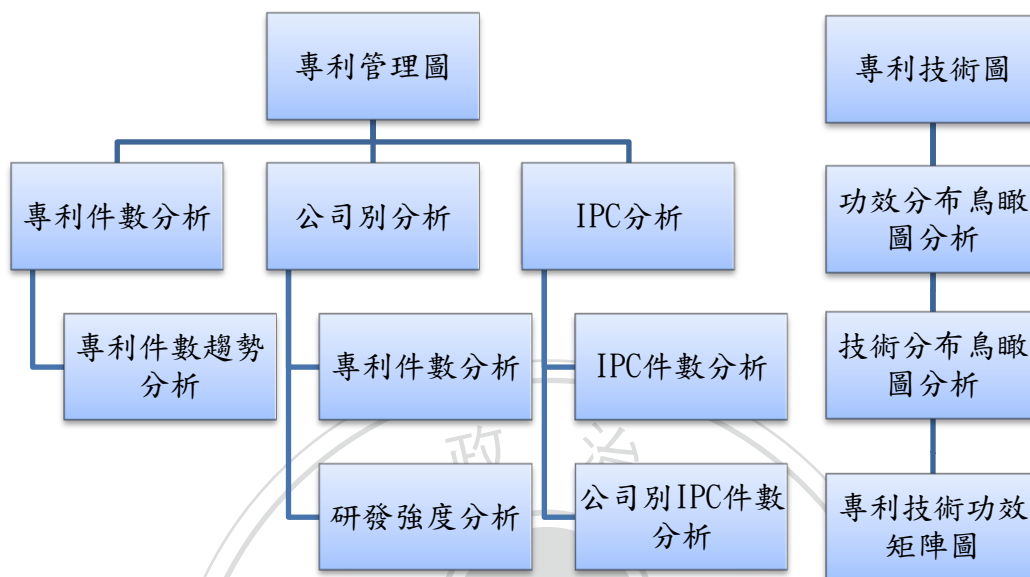 專利管理圖
專利技術圖
專利件數分析
公司別分析
IPC分析
功效分布鳥瞰
圖分析
專利件數趨勢
分析
專利件數分析
IPC件數分析
技術分布鳥瞰
圖分析
政治
研發強度分析
公司別IPC件數
分析
專利技術功效
矩陣圖